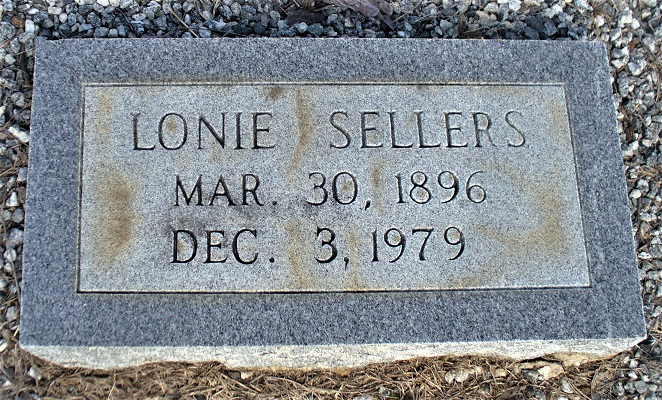 LONIE SELLERS
MAR. 30, 1896
DEC. 3, 1979